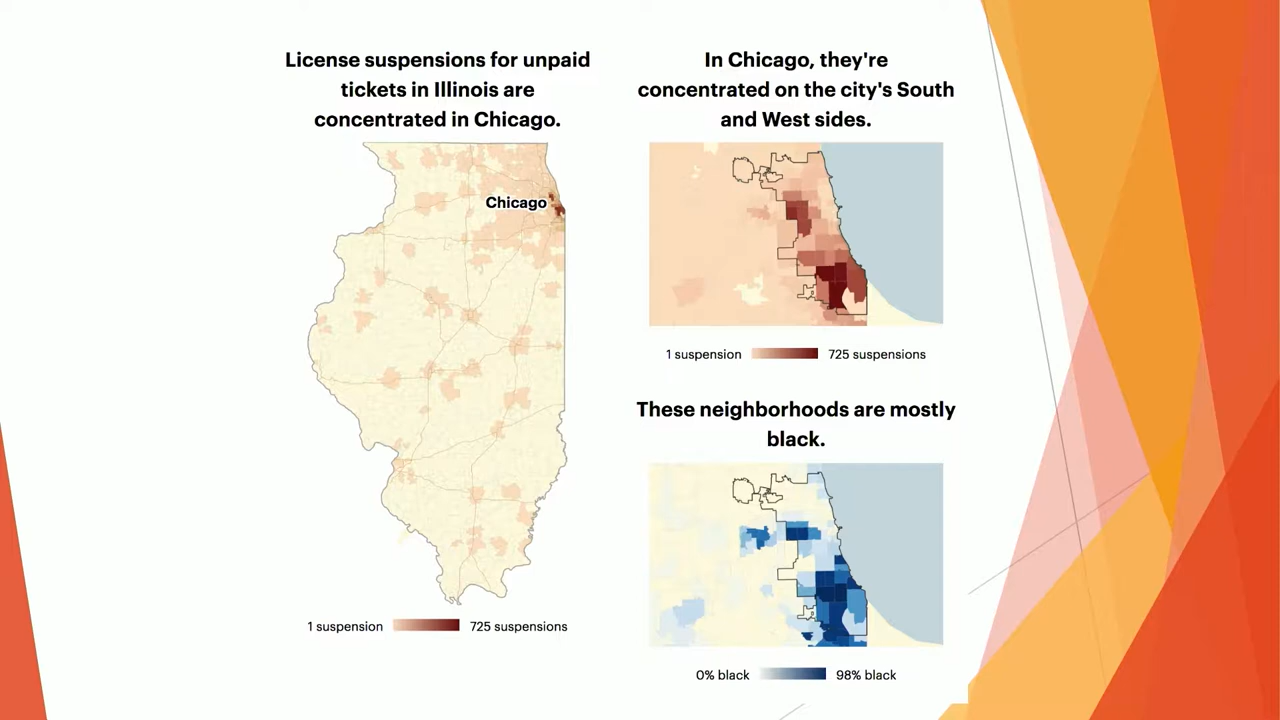 License suspensions for unpaid
tickets in Illinois are
concentrated in Chicago.
Chicago
1 suspension
725 suspensions
In Chicago, they're
concentrated on the city's South
and West sides.
1 suspension
725 suspensions
These neighborhoods are mostly
black.
0% black
98% black